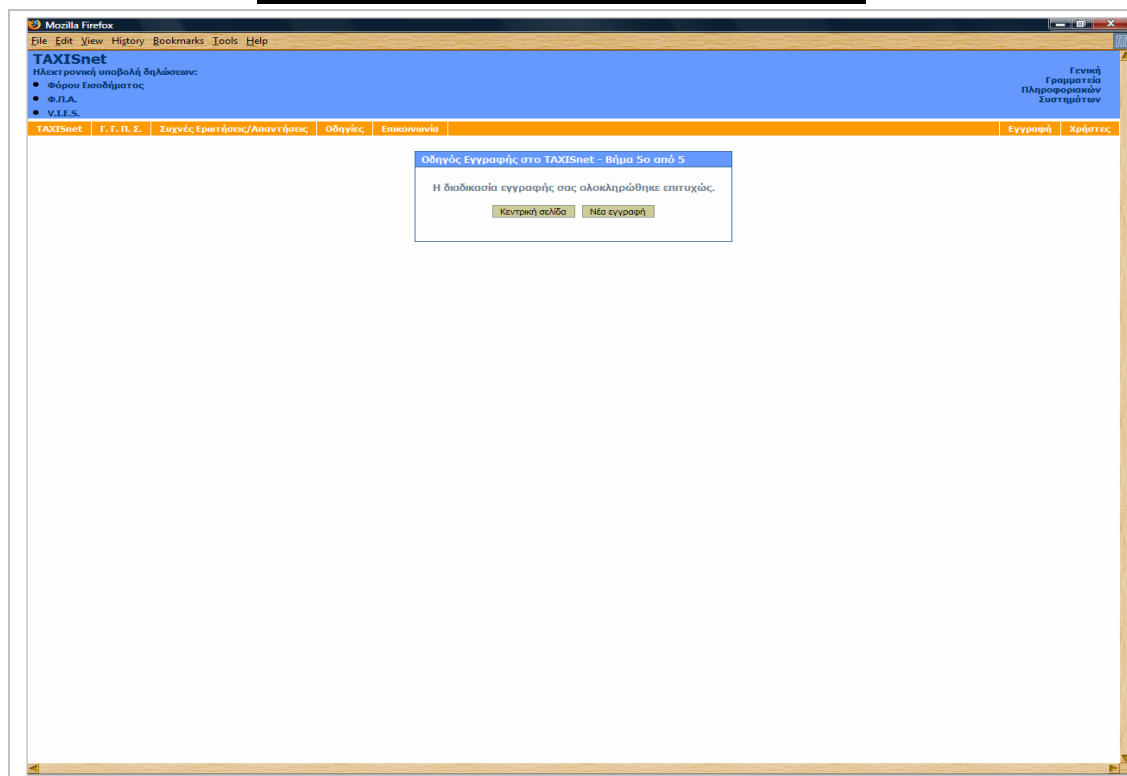 Mozilla Firefox
File Edit View History Bookmarks Tools Help
TAXISnet
Ηλεκτρονική υποβολή δηλώσεων:
• Φόρου Εισοδήματος
• Φ.Π.Α.
• V.I.E.S.
Γενική
Γραμματεία
Πληροφοριακών
Συστημάτων
TAXISnet Γ. Γ. Π. Σ. Συχνές Ερωτήσεις/Απαντήσεις Οδηγίες Επικοινωνία Εγγραφή Χρήστες
Οδηγός Εγγραφής στο TAXISnet - Βήμα 5ο από 5
Η διαδικασία εγγραφής σας ολοκληρώθηκε επιτυχώς.
Κεντρική σελίδα Νέα εγγραφή